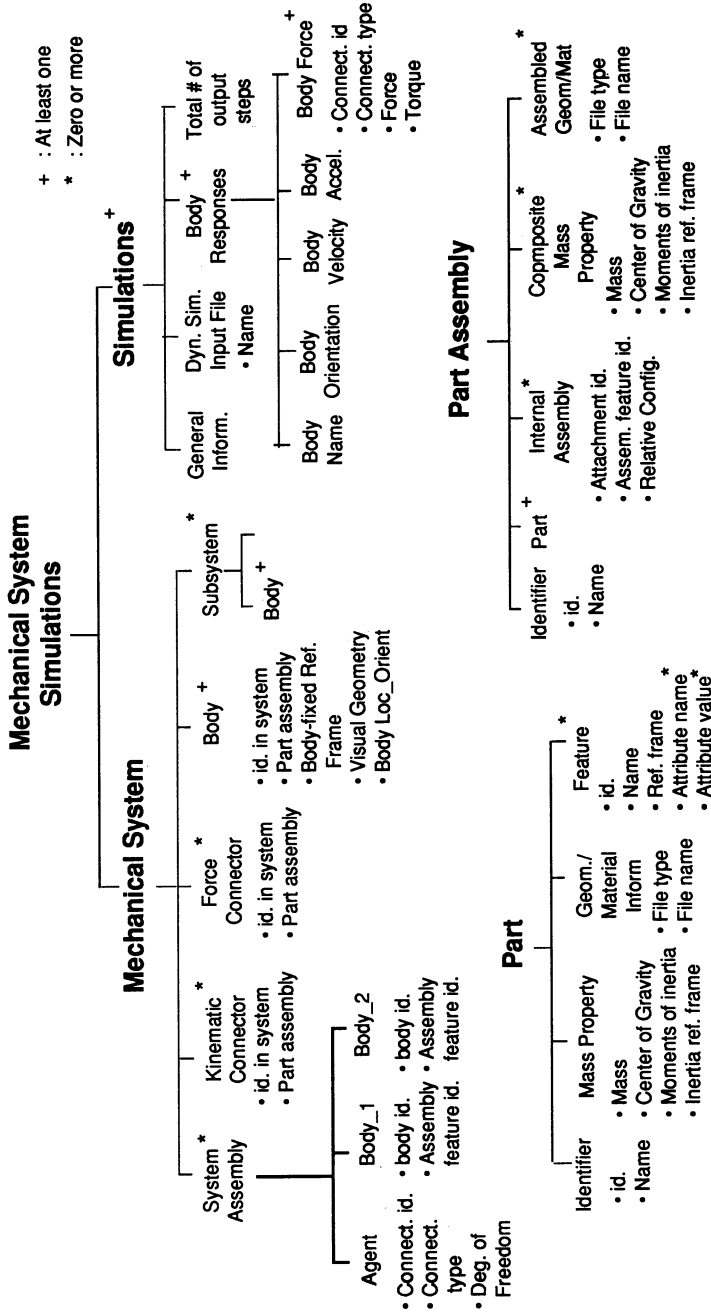 Mechanical System
Simulations
+ : At least one
* : Zero or more
Mechanical System
Simulations +
System *
Assembly
Kinematic *
Connector
• id. in system
• Part assembly
Force *
Connector
• id. in system
• Part assembly
Body +
• id. in system
• Part assembly
• Body-fixed Ref.
Frame
• Visual Geometry
• Body Loc_Orient
Subsystem *
Body +
General
Inform.
Dyn. Sim.
Input File
• Name
Body +
Responses
Total # of
output
steps
Body
Name
Body
Orientation
Body
Velocity
Body
Accel.
Body Force +
• Connect. id
• Connect. type
• Force
• Torque
Agent
• Connect. id.
• Connect.
type
• Deg. of
Freedom
Body_1
• body id.
• Assembly
feature id.
Body_2
• body id.
• Assembly
feature id.
Part
Identifier
• id.
• Name
Mass Property
• Mass
• Center of Gravity
• Moments of inertia
• Inertia ref. frame
Geom./
Material
Inform
• File type
• File name
Feature *
• id.
• Name
• Ref. frame
• Attribute name *
• Attribute value *
Part Assembly
Identifier
• id.
• Name
Part +
Internal *
Assembly
• Attachment id.
• Assem. feature id.
• Relative Config.
Copmposite *
Mass
Property
• Mass
• Center of Gravity
• Moments of inertia
• Inertia ref. frame
Assembled *
Geom/Mat
• File type
• File name